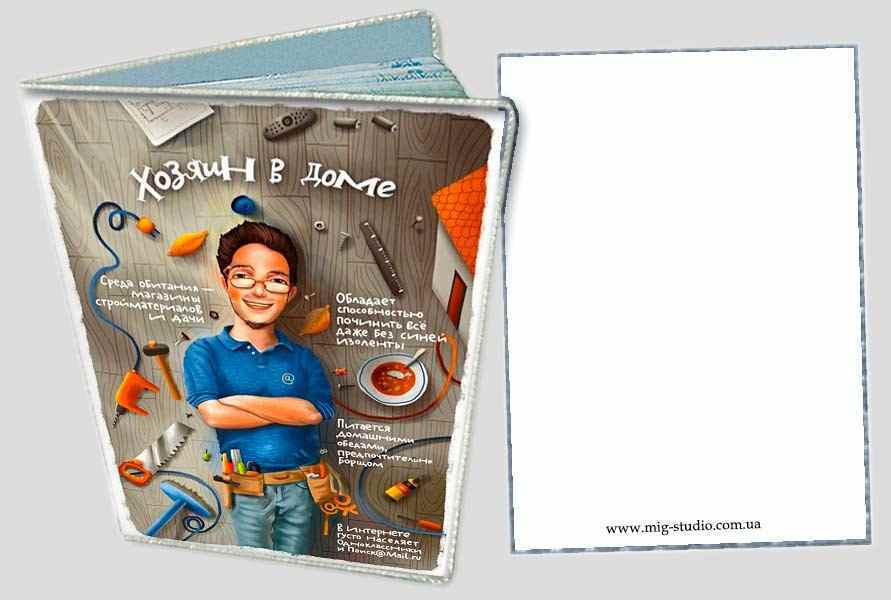 Хозяин в доме
Среда обитания —
магазины
стройматериалов
и дачи
Обладает
способностью
починить всё
даже без синей
изоленты
@
Питается
домашними
обедами,
предпочтительно
борщом
В Интернете
густо населяет
Одноклассники
и Поиск@Mail.ru
www.mig-studio.com.ua